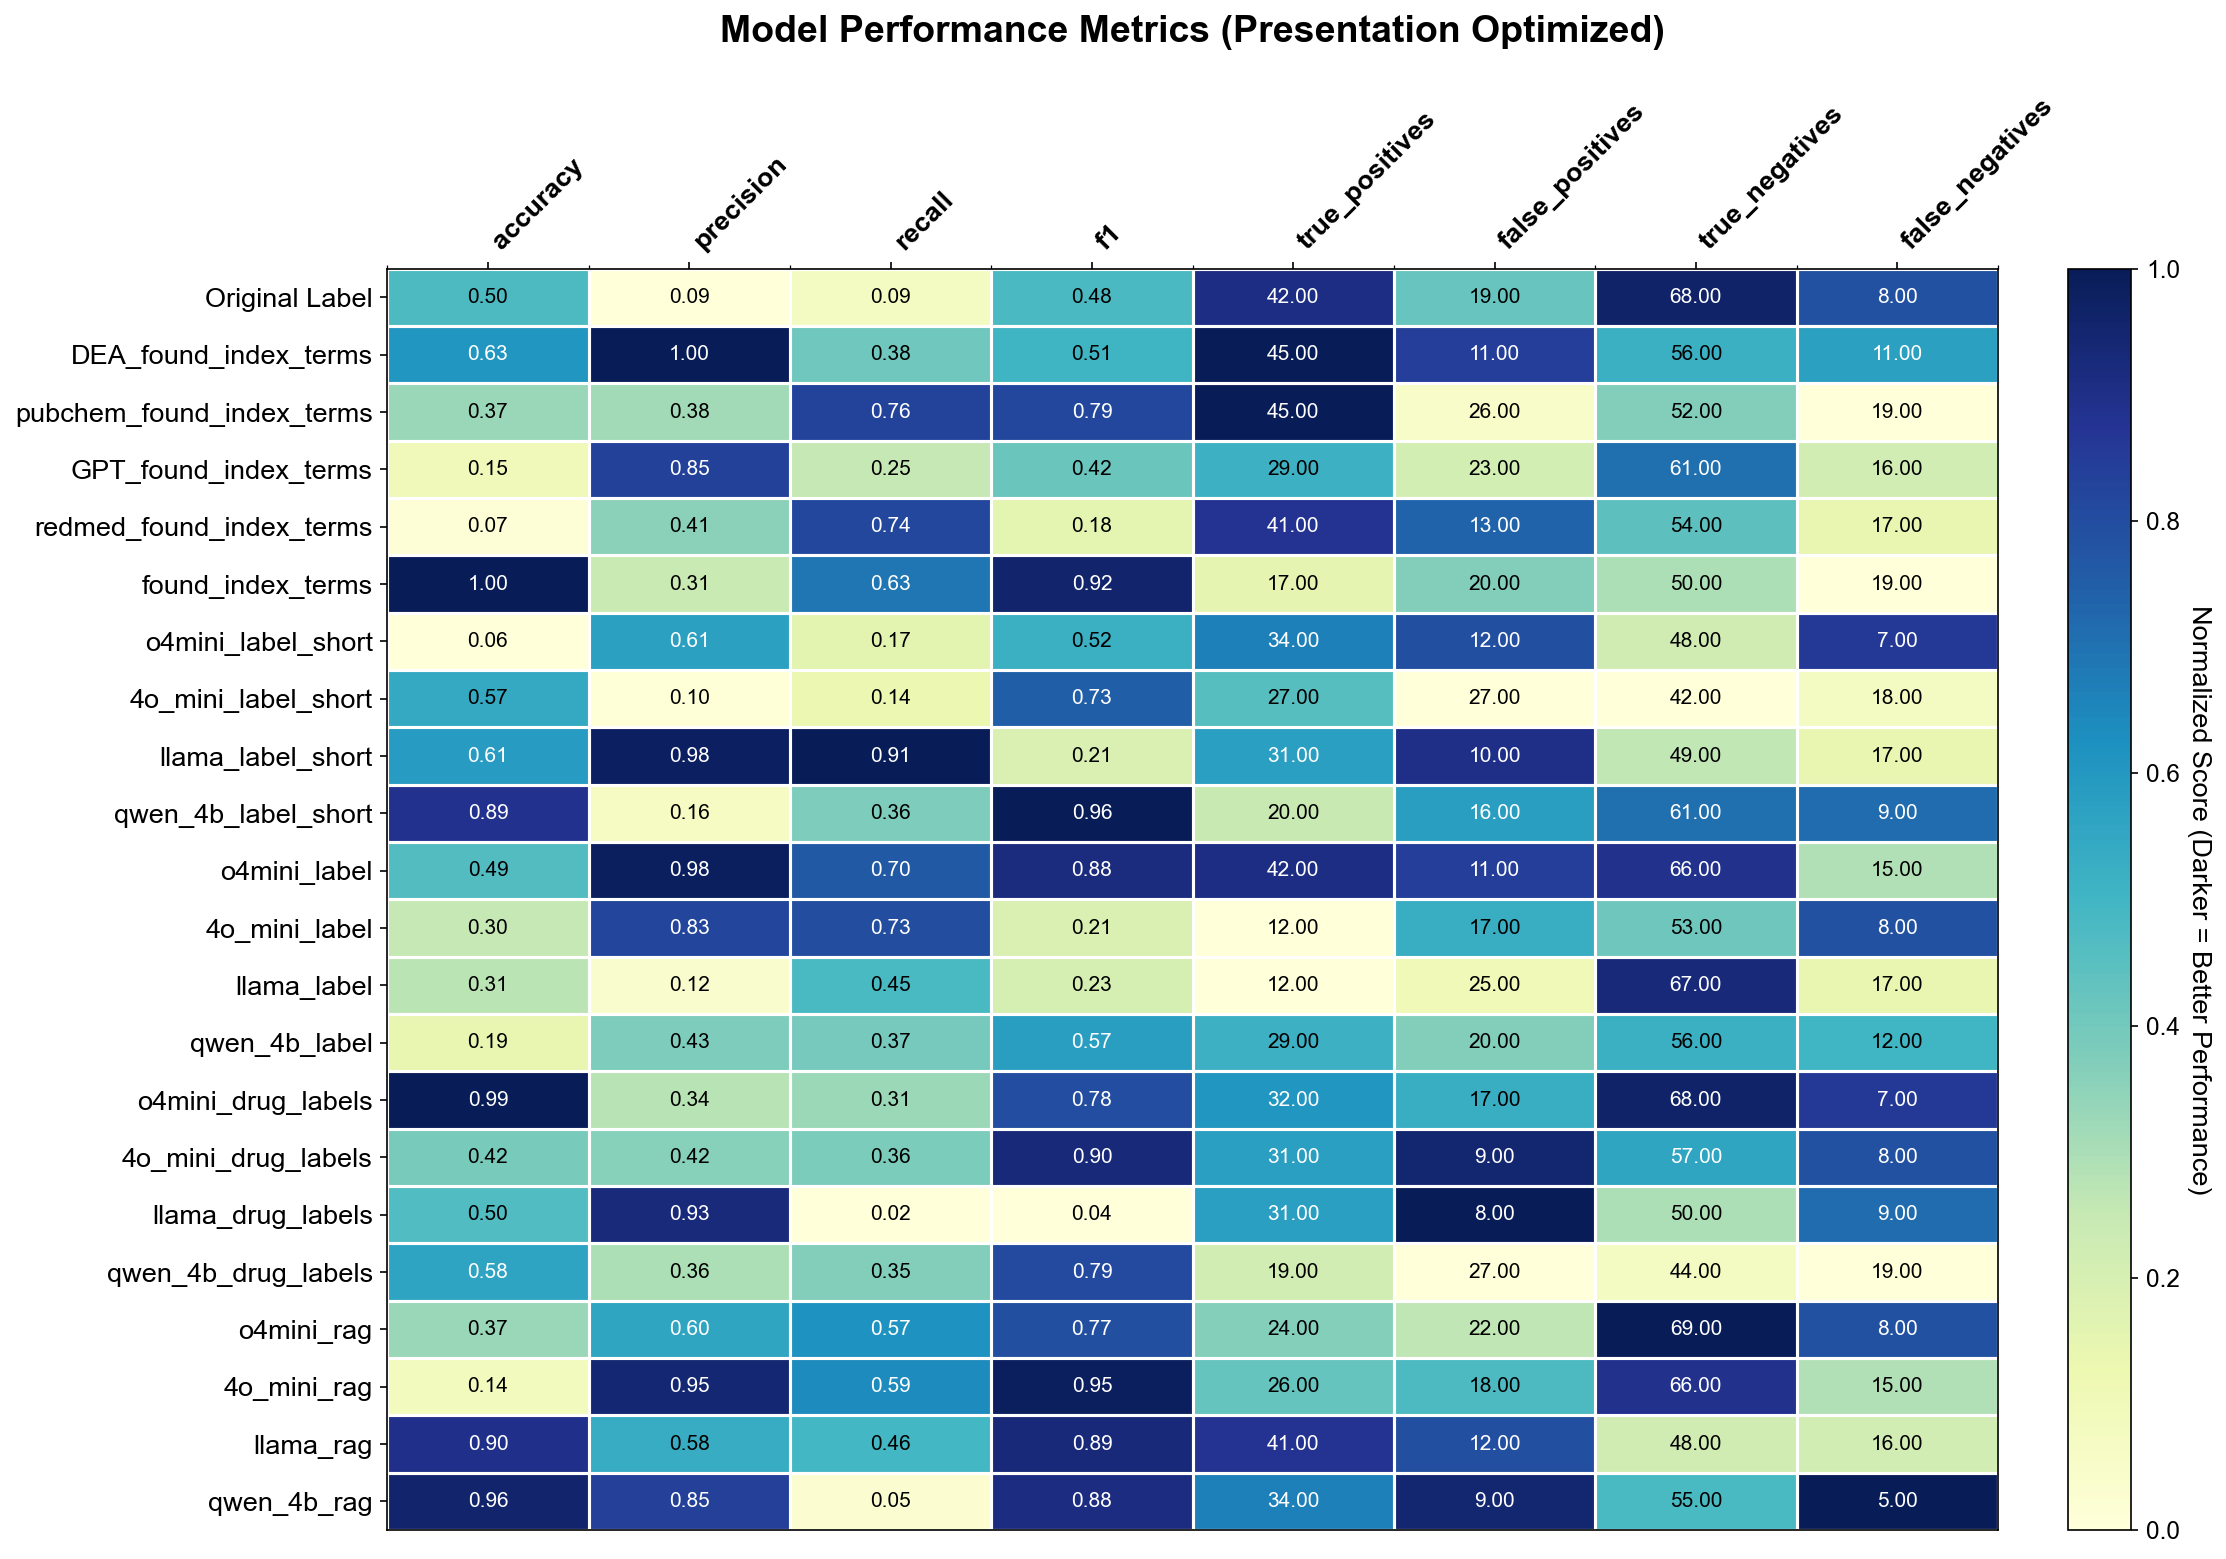 Model Performance Metrics (Presentation Optimized)
accuracy precision recall f1 true_positives false_positives true_negatives false_negatives
Original Label 0.50 0.09 0.09 0.48 42.00 19.00 68.00 8.00
DEA_found_index_terms 0.63 1.00 0.38 0.51 45.00 11.00 56.00 11.00
pubchem_found_index_terms 0.37 0.38 0.76 0.79 45.00 26.00 52.00 19.00
GPT_found_index_terms 0.15 0.85 0.25 0.42 29.00 23.00 61.00 16.00
redmed_found_index_terms 0.07 0.41 0.74 0.18 41.00 13.00 54.00 17.00
found_index_terms 1.00 0.31 0.63 0.92 17.00 20.00 50.00 19.00
o4mini_label_short 0.06 0.61 0.17 0.52 34.00 12.00 48.00 7.00
4o_mini_label_short 0.57 0.10 0.14 0.73 27.00 27.00 42.00 18.00
llama_label_short 0.61 0.98 0.91 0.21 31.00 10.00 49.00 17.00
qwen_4b_label_short 0.89 0.16 0.36 0.96 20.00 16.00 61.00 9.00
o4mini_label 0.49 0.98 0.70 0.88 42.00 11.00 66.00 15.00
4o_mini_label 0.30 0.83 0.73 0.21 12.00 17.00 53.00 8.00
llama_label 0.31 0.12 0.45 0.23 12.00 25.00 67.00 17.00
qwen_4b_label 0.19 0.43 0.37 0.57 29.00 20.00 56.00 12.00
o4mini_drug_labels 0.99 0.34 0.31 0.78 32.00 17.00 68.00 7.00
4o_mini_drug_labels 0.42 0.42 0.36 0.90 31.00 9.00 57.00 8.00
llama_drug_labels 0.50 0.93 0.02 0.04 31.00 8.00 50.00 9.00
qwen_4b_drug_labels 0.58 0.36 0.35 0.79 19.00 27.00 44.00 19.00
o4mini_rag 0.37 0.60 0.57 0.77 24.00 22.00 69.00 8.00
4o_mini_rag 0.14 0.95 0.59 0.95 26.00 18.00 66.00 15.00
llama_rag 0.90 0.58 0.46 0.89 41.00 12.00 48.00 16.00
qwen_4b_rag 0.96 0.85 0.05 0.88 34.00 9.00 55.00 5.00
1.0
0.8
0.6
0.4
0.2
0.0
Normalized Score (Darker = Better Performance)